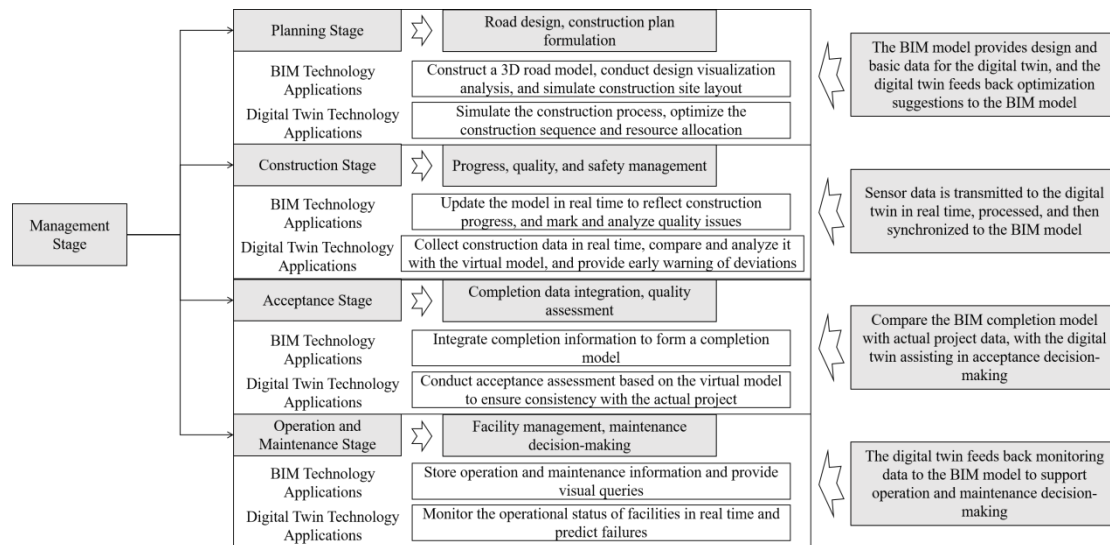 Management
Stage
Planning Stage
Road design, construction plan
formulation
BIM Technology
Applications
Construct a 3D road model, conduct design visualization
analysis, and simulate construction site layout
Digital Twin Technology
Applications
Simulate the construction process, optimize the
construction sequence and resource allocation
The BIM model provides design and
basic data for the digital twin, and the
digital twin feeds back optimization
suggestions to the BIM model
Construction Stage
Progress, quality, and safety management
BIM Technology
Applications
Update the model in real time to reflect construction
progress, and mark and analyze quality issues
Digital Twin Technology
Applications
Collect construction data in real time, compare and analyze it
with the virtual model, and provide early warning of deviations
Sensor data is transmitted to the digital
twin in real time, processed, and then
synchronized to the BIM model
Acceptance Stage
Completion data integration, quality
assessment
BIM Technology
Applications
Integrate completion information to form a completion
model
Digital Twin Technology
Applications
Conduct acceptance assessment based on the virtual model
to ensure consistency with the actual project
Compare the BIM completion model
with actual project data, with the digital
twin assisting in acceptance decision-
making
Operation and
Maintenance Stage
Facility management, maintenance
decision-making
BIM Technology
Applications
Store operation and maintenance information and provide
visual queries
Digital Twin Technology
Applications
Monitor the operational status of facilities in real time and
predict failures
The digital twin feeds back monitoring
data to the BIM model to support
operation and maintenance decision-
making